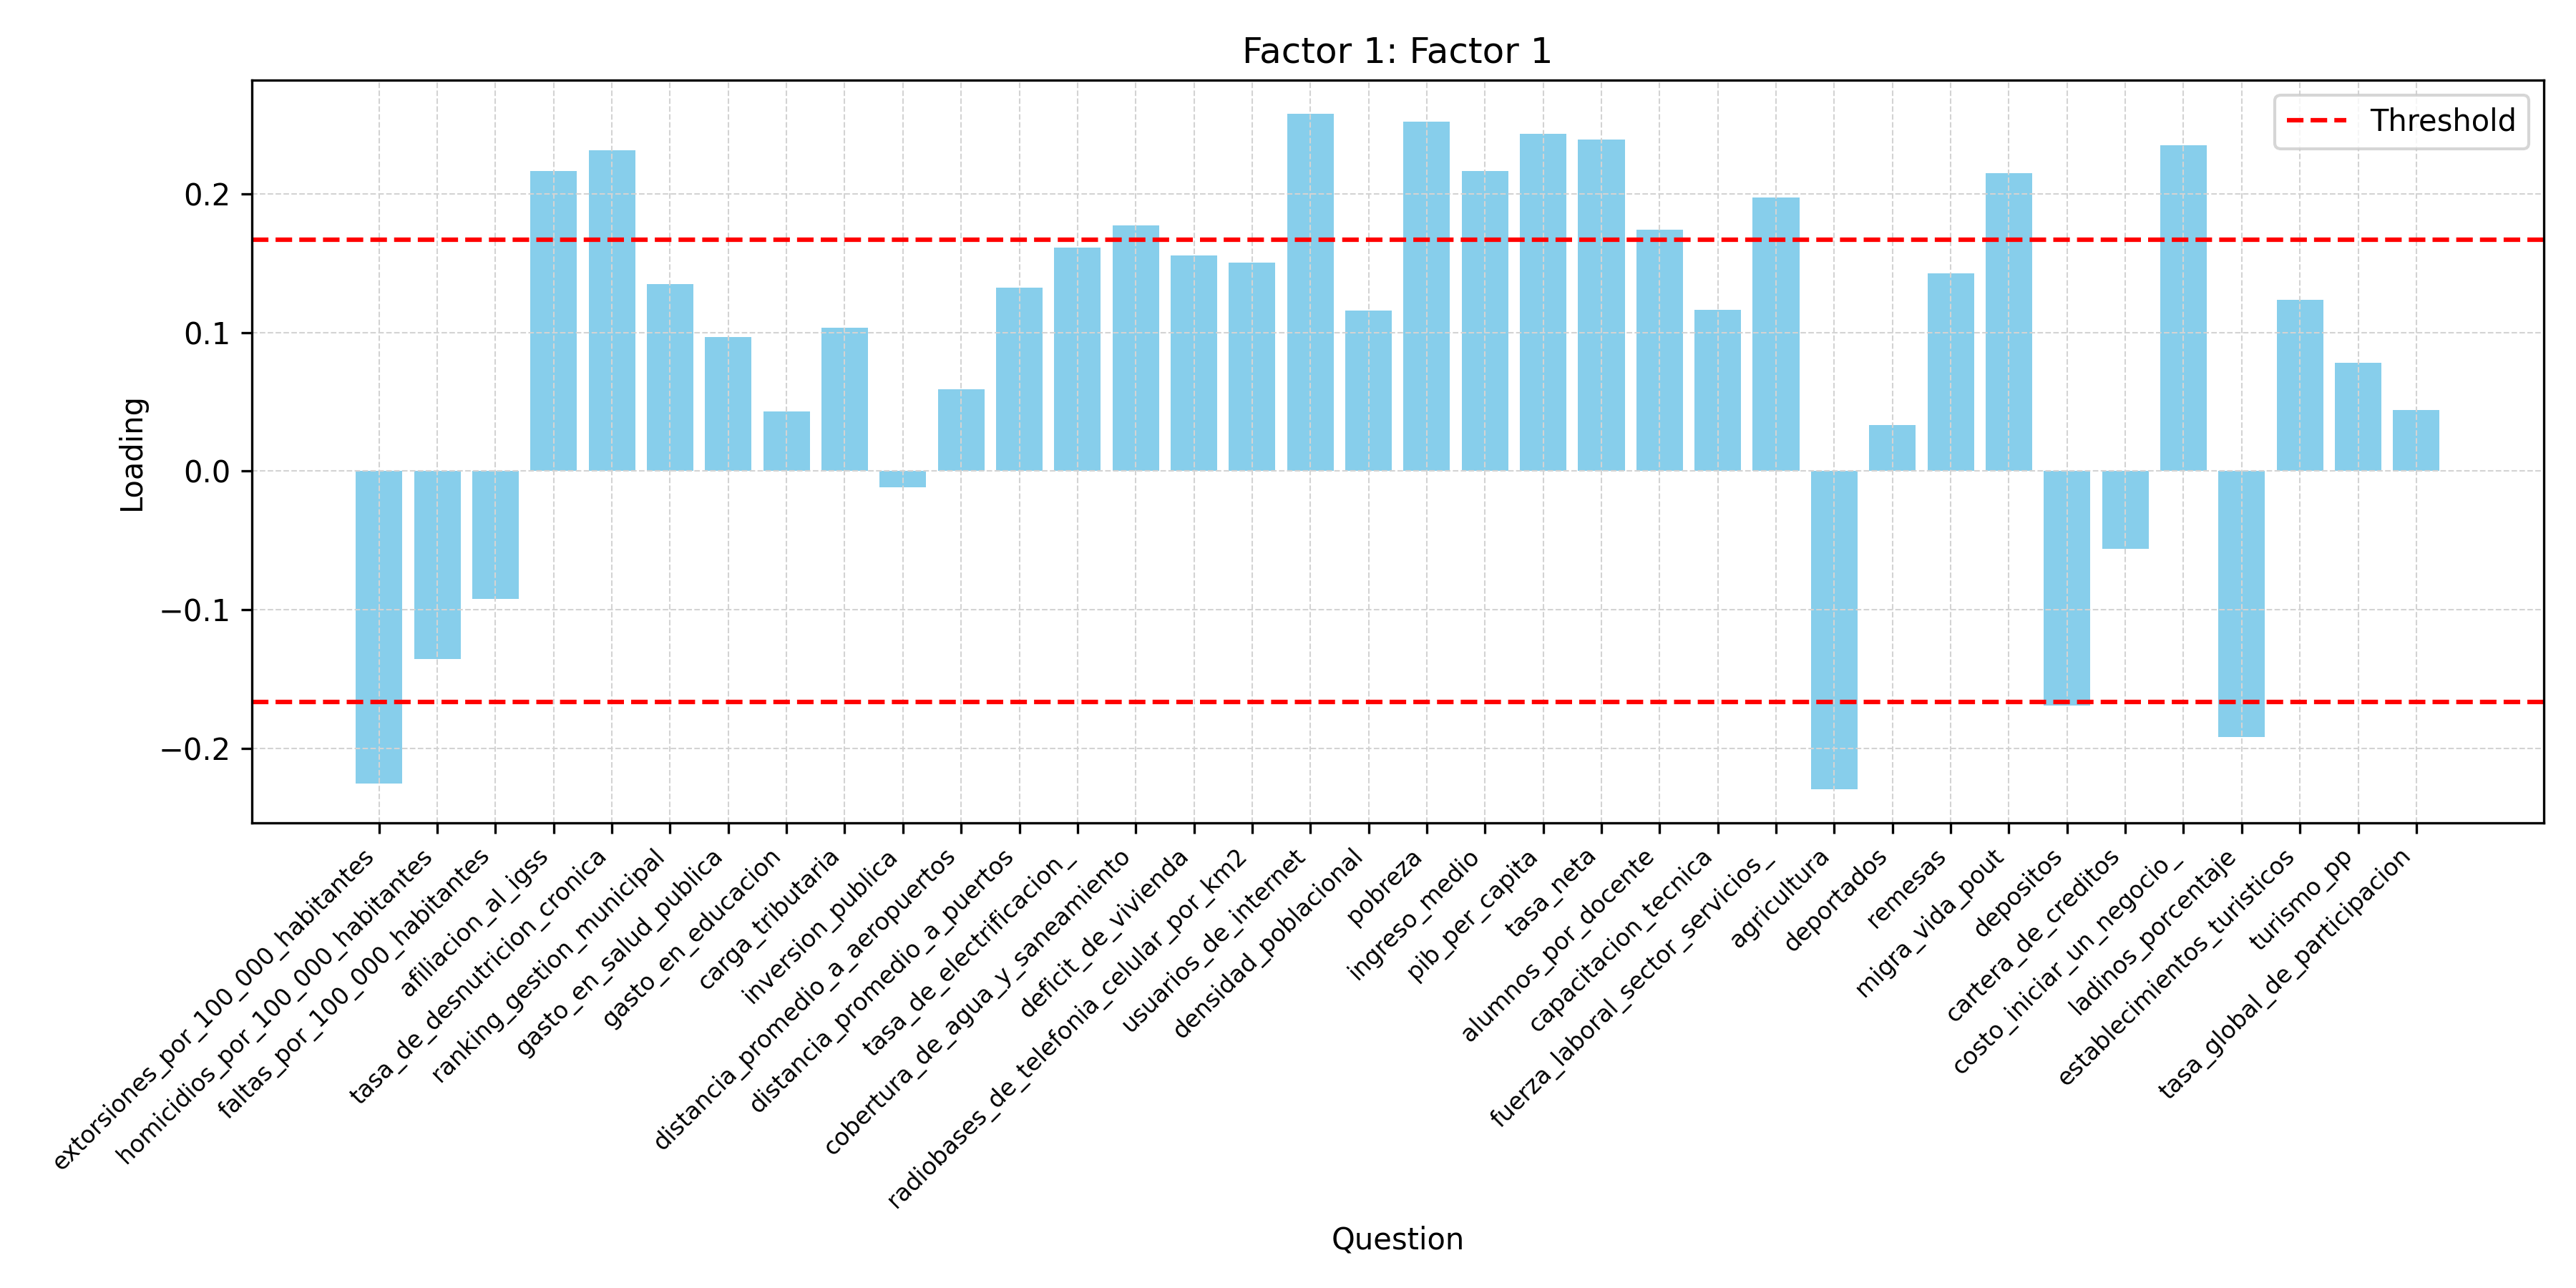 Factor 1: Factor 1
Threshold
Loading
0.2
0.1
0.0
−0.1
−0.2
extorsiones_por_100_000_habitantes
homicidios_por_100_000_habitantes
faltas_por_100_000_habitantes
afiliacion_al_igss
tasa_de_desnutricion_cronica
ranking_gestion_municipal
gasto_en_salud_publica
gasto_en_educacion
carga_tributaria
inversion_publica
distancia_promedio_a_aeropuertos
distancia_promedio_a_puertos
tasa_de_electrificacion_
cobertura_de_agua_y_saneamiento
deficit_de_vivienda
radiobases_de_telefonia_celular_por_km2
usuarios_de_internet
densidad_poblacional
pobreza
ingreso_medio
pib_per_capita
tasa_neta
alumnos_por_docente
capacitacion_tecnica
fuerza_laboral_sector_servicios_
agricultura
deportados
remesas
migra_vida_pout
depositos
cartera_de_creditos
costo_iniciar_un_negocio_
ladinos_porcentaje
establecimientos_turisticos
turismo_pp
tasa_global_de_participacion
Question